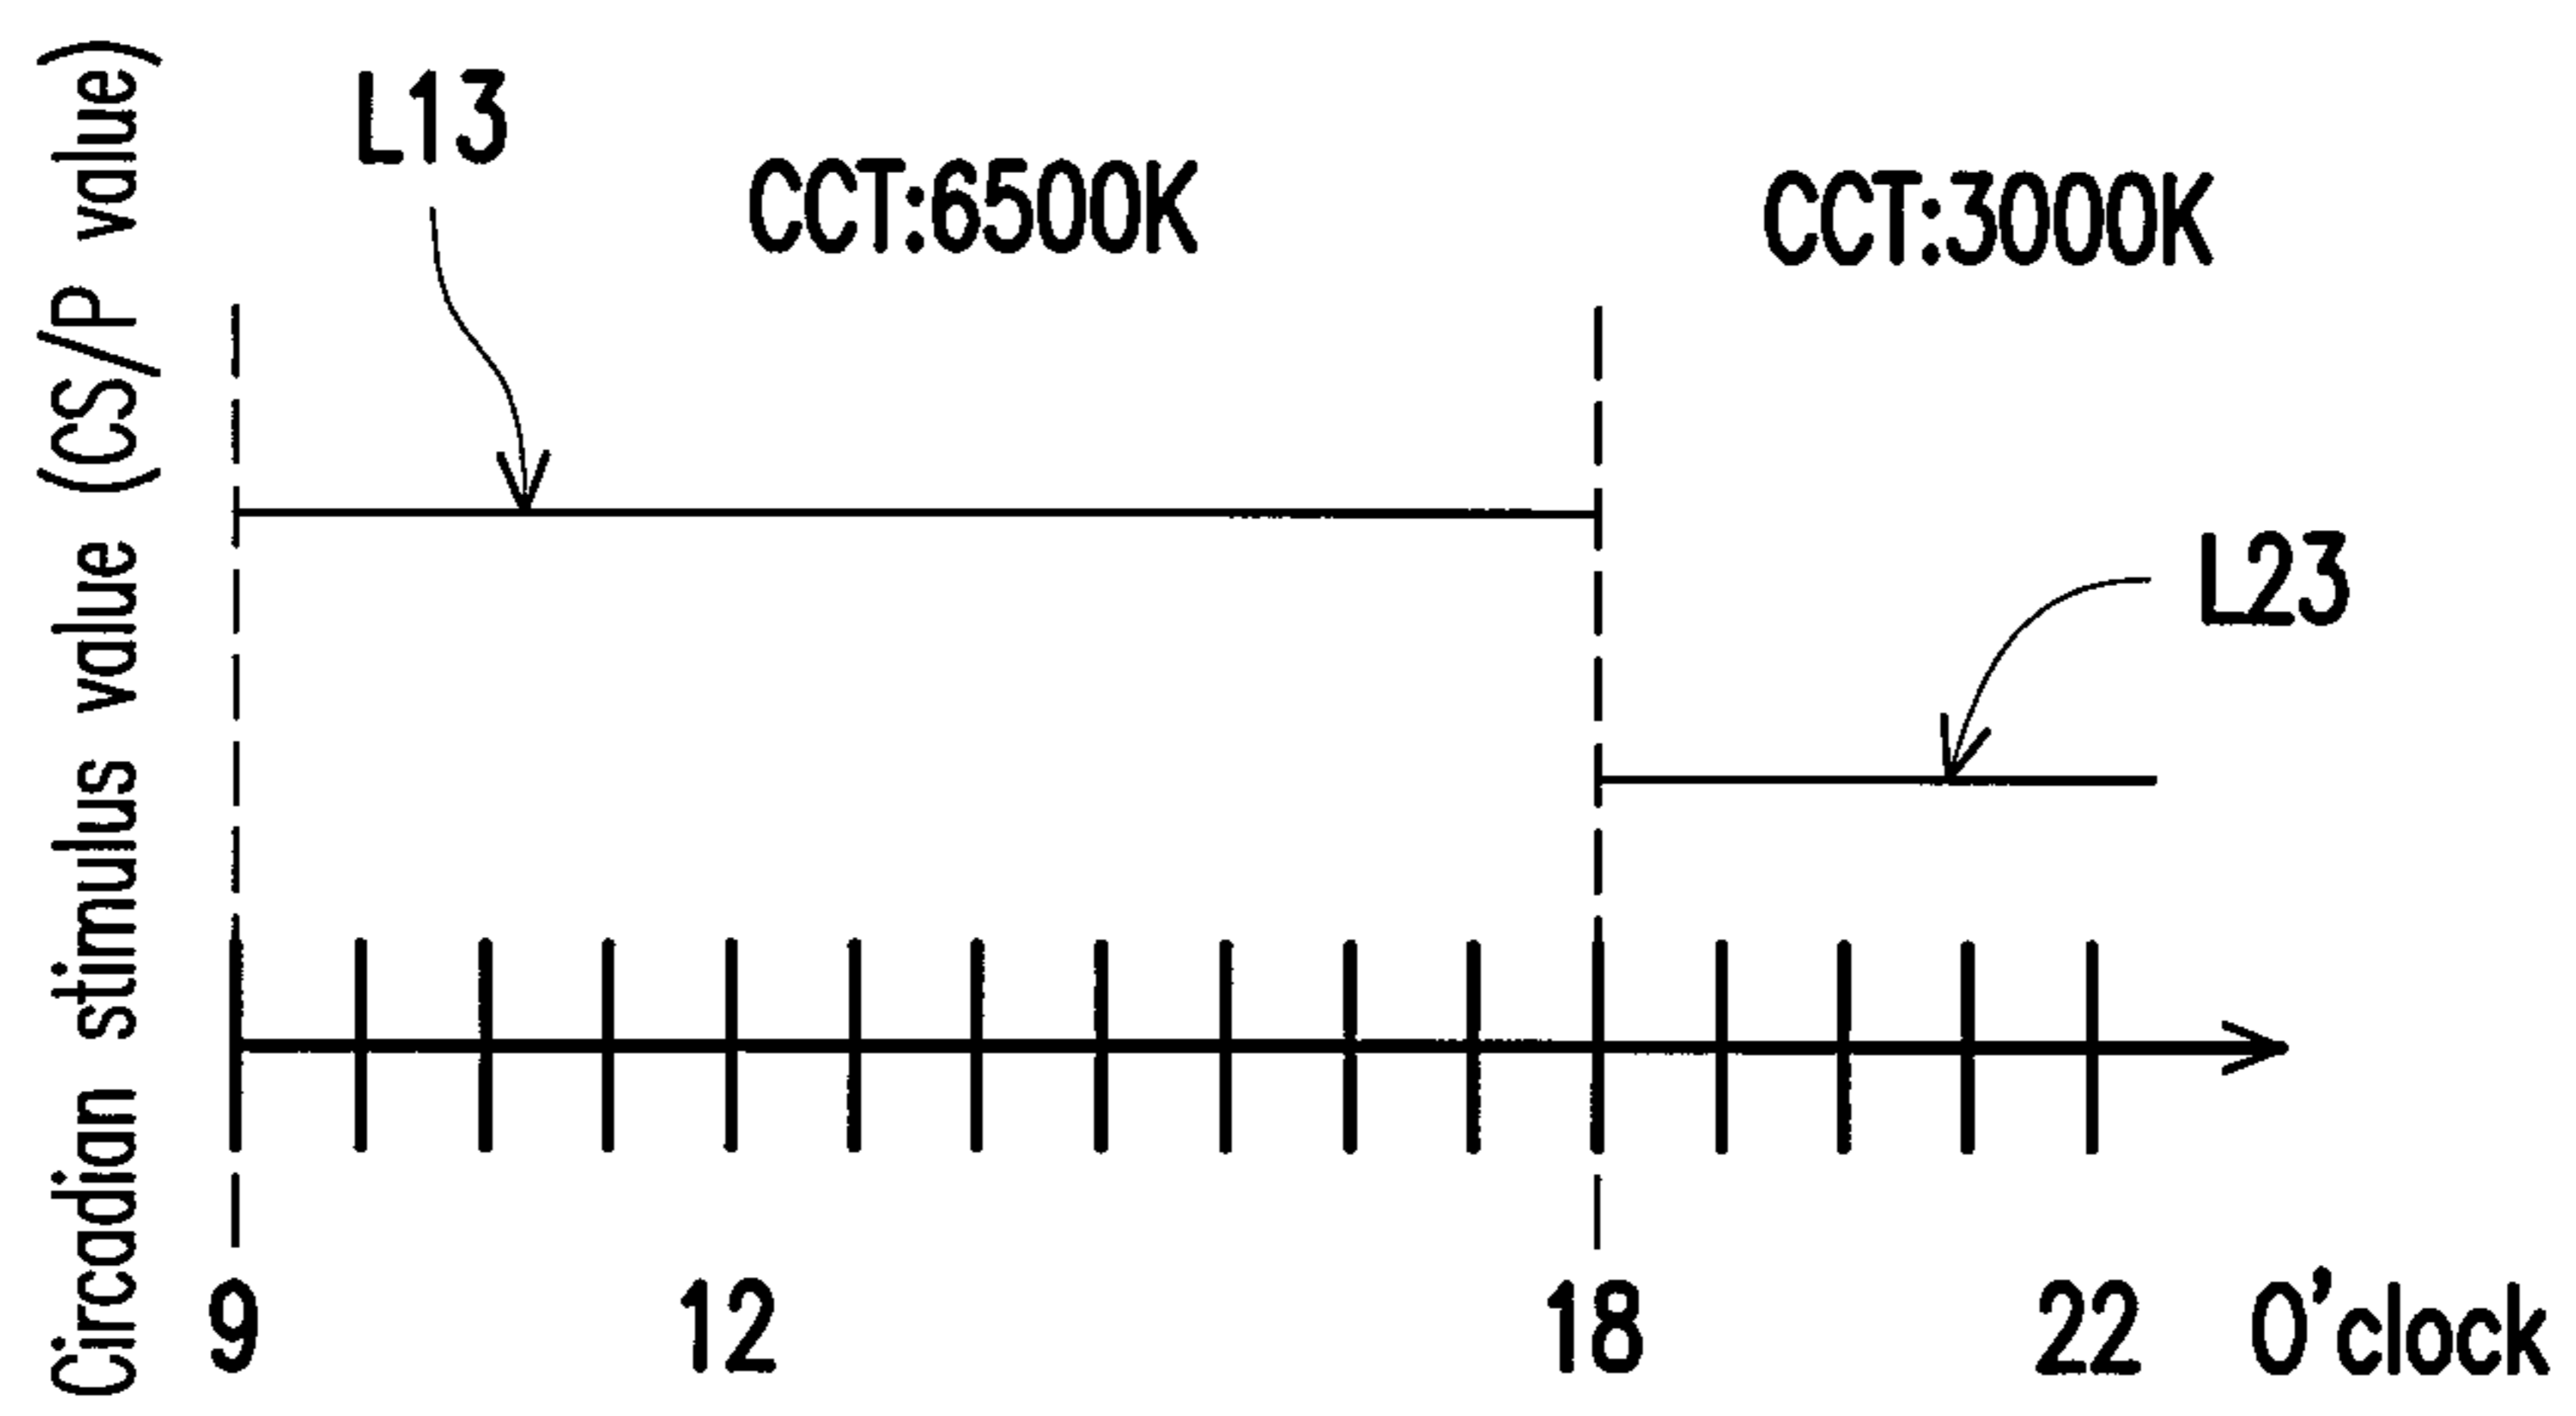 Circadian stimulus value (CS/P value)
L13
CCT:6500K
CCT:3000K
L23
9 12 18 22 O'clock